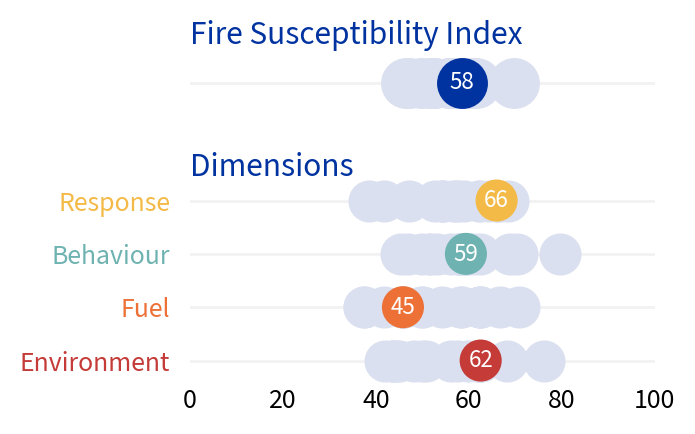 Fire Susceptibility Index
58
Dimensions
Response 66
Behaviour 59
Fuel 45
Environment 62
0 20 40 60 80 100